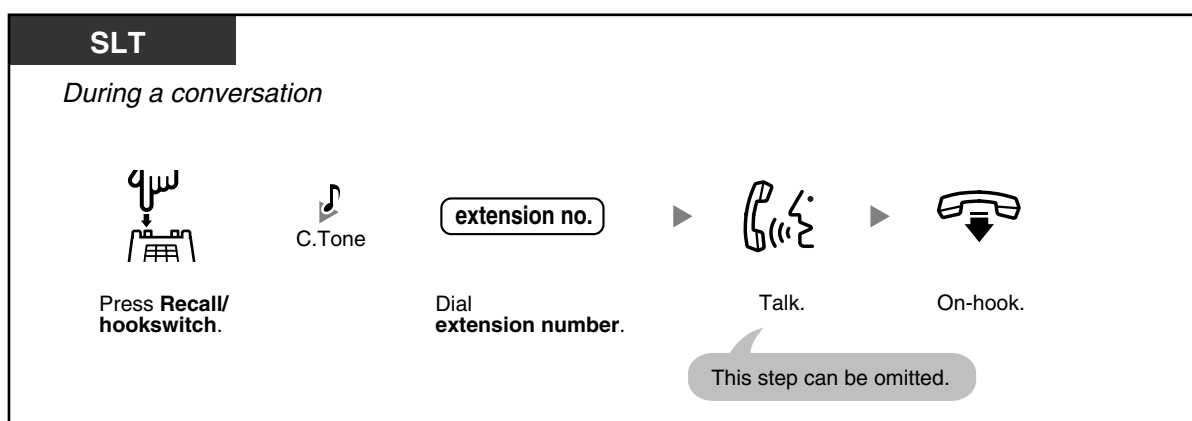 SLT
During a conversation
C.Tone
extension no.
Press Recall/
hookswitch.
Dial
extension number.
Talk.
On-hook.
This step can be omitted.